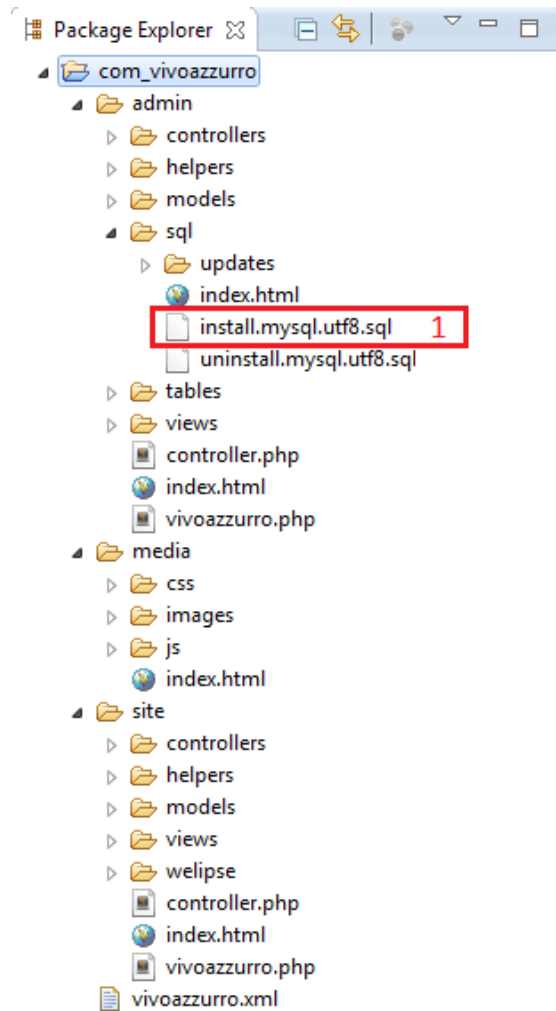 Package Explorer
com_vivoazzurro
admin
controllers
helpers
models
sql
updates
index.html
install.mysql.utf8.sql 1
uninstall.mysql.utf8.sql
tables
views
controller.php
index.html
vivoazzurro.php
media
css
images
js
index.html
site
controllers
helpers
models
views
welipse
controller.php
index.html
vivoazzurro.php
vivoazzurro.xml